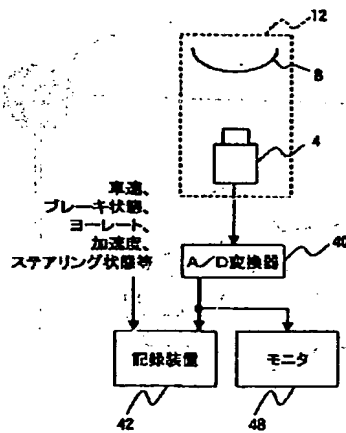 12
8
4
車速、
ブレーキ状態、
ヨーレート、
加速度、
ステアリング状態等
A/D変換器
40
記録装置
モニタ
42
48